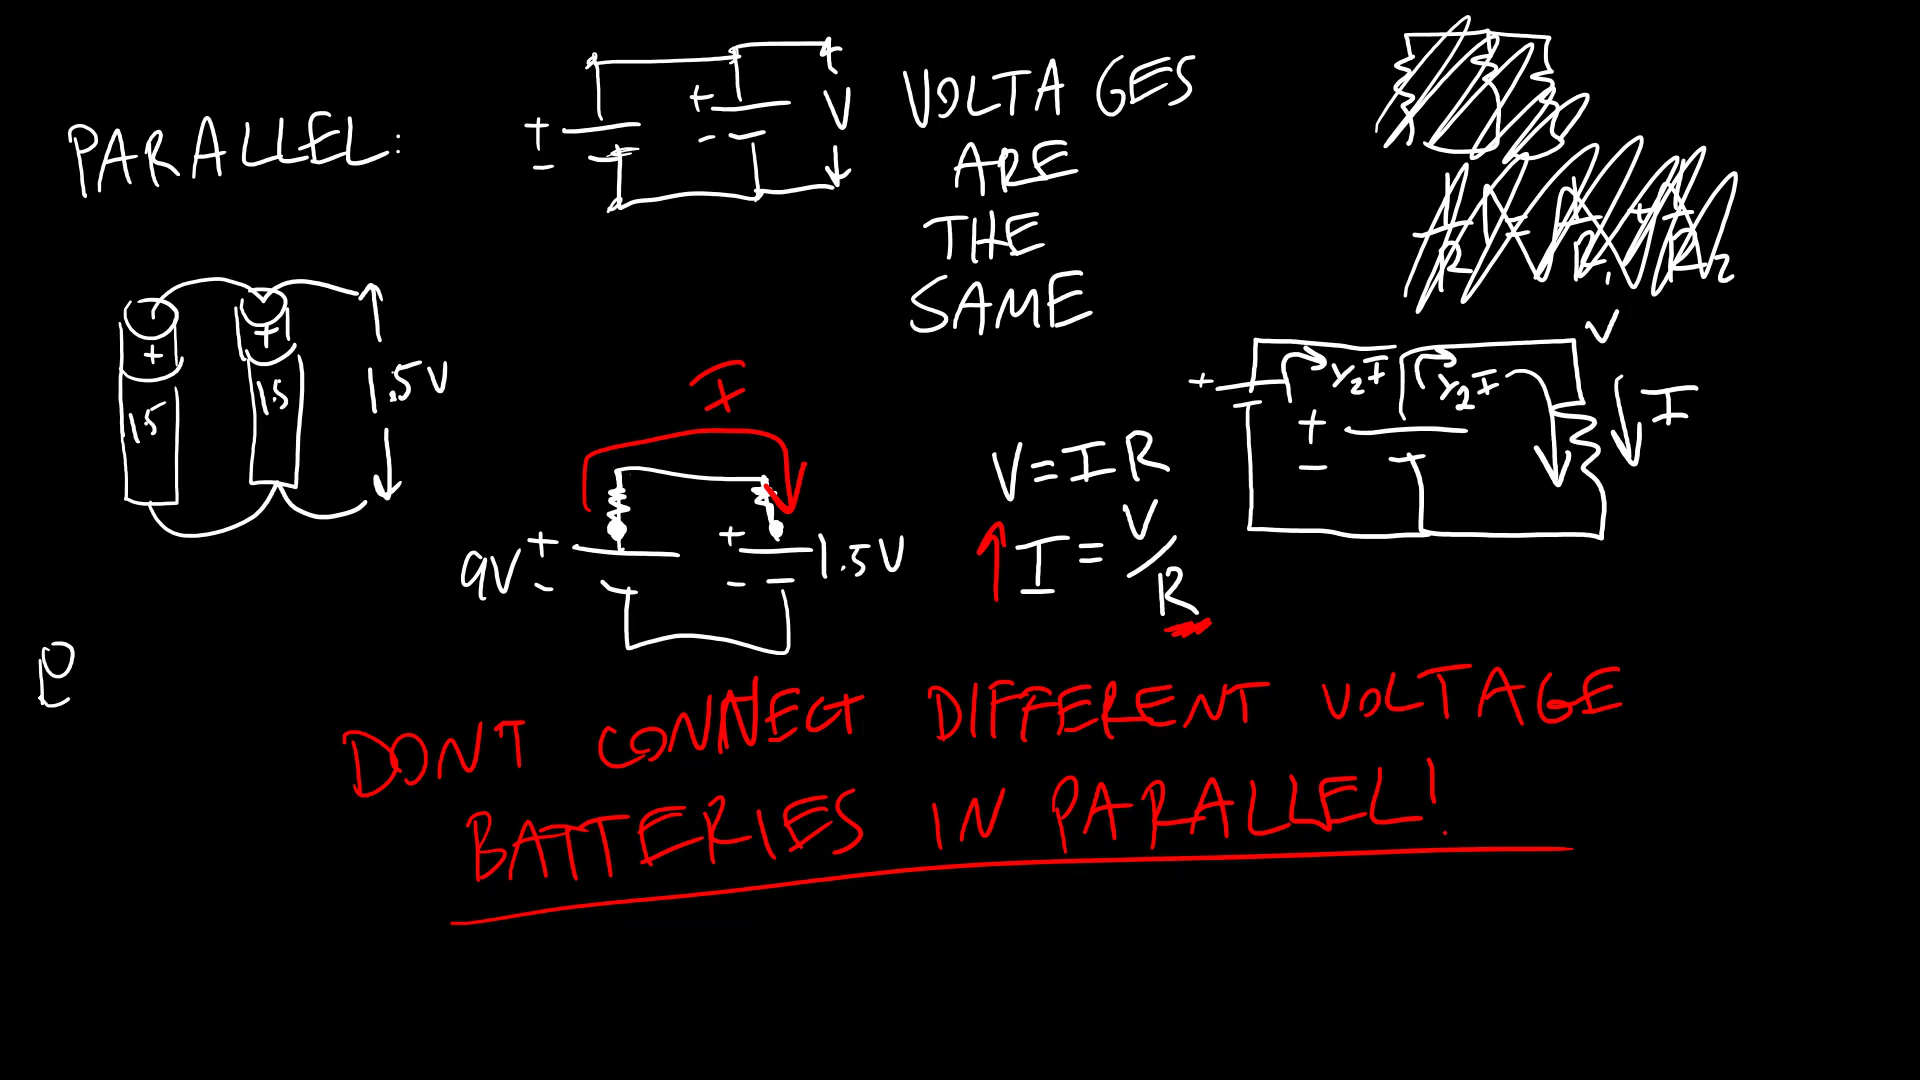 PARALLEL:
+
-
+
-
V
VOLTAGES
ARE
THE
SAME
+
+
1.5
1.5
1.5V
I
9V
+
-
+
-
1.5V
V=IR
I=V/R
+
+
-
½I
½I
V
I
DONT CONNECT DIFFERENT VOLTAGE
BATTERIES IN PARALLEL!